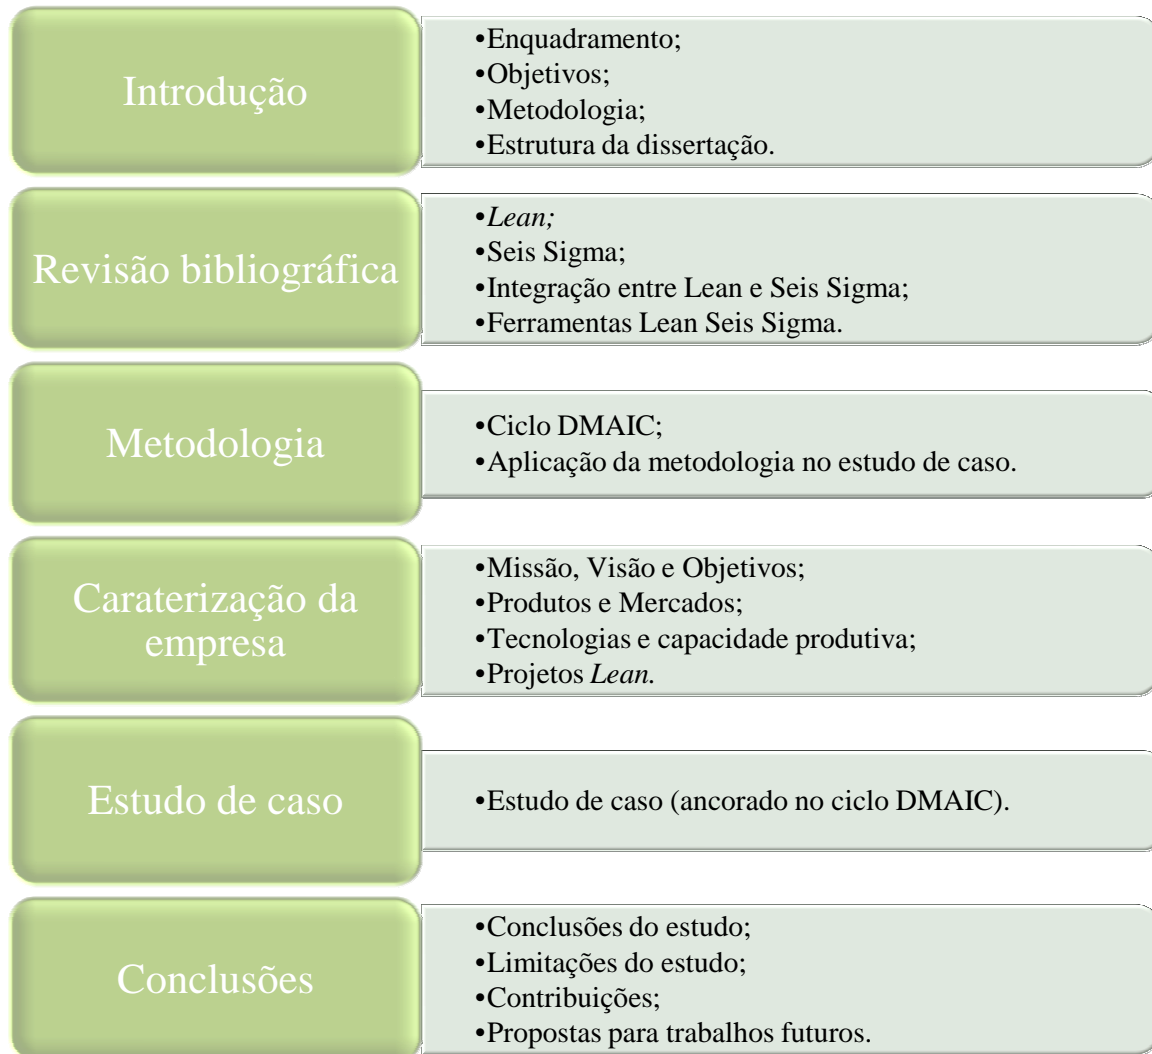 Introdução
•Enquadramento;
•Objetivos;
•Metodologia;
•Estrutura da dissertação.
Revisão bibliográfica
•Lean;
•Seis Sigma;
•Integração entre Lean e Seis Sigma;
•Ferramentas Lean Seis Sigma.
Metodologia
•Ciclo DMAIC;
•Aplicação da metodologia no estudo de caso.
Caraterização da
empresa
•Missão, Visão e Objetivos;
•Produtos e Mercados;
•Tecnologias e capacidade produtiva;
•Projetos Lean.
Estudo de caso
•Estudo de caso (ancorado no ciclo DMAIC).
Conclusões
•Conclusões do estudo;
•Limitações do estudo;
•Contribuições;
•Propostas para trabalhos futuros.